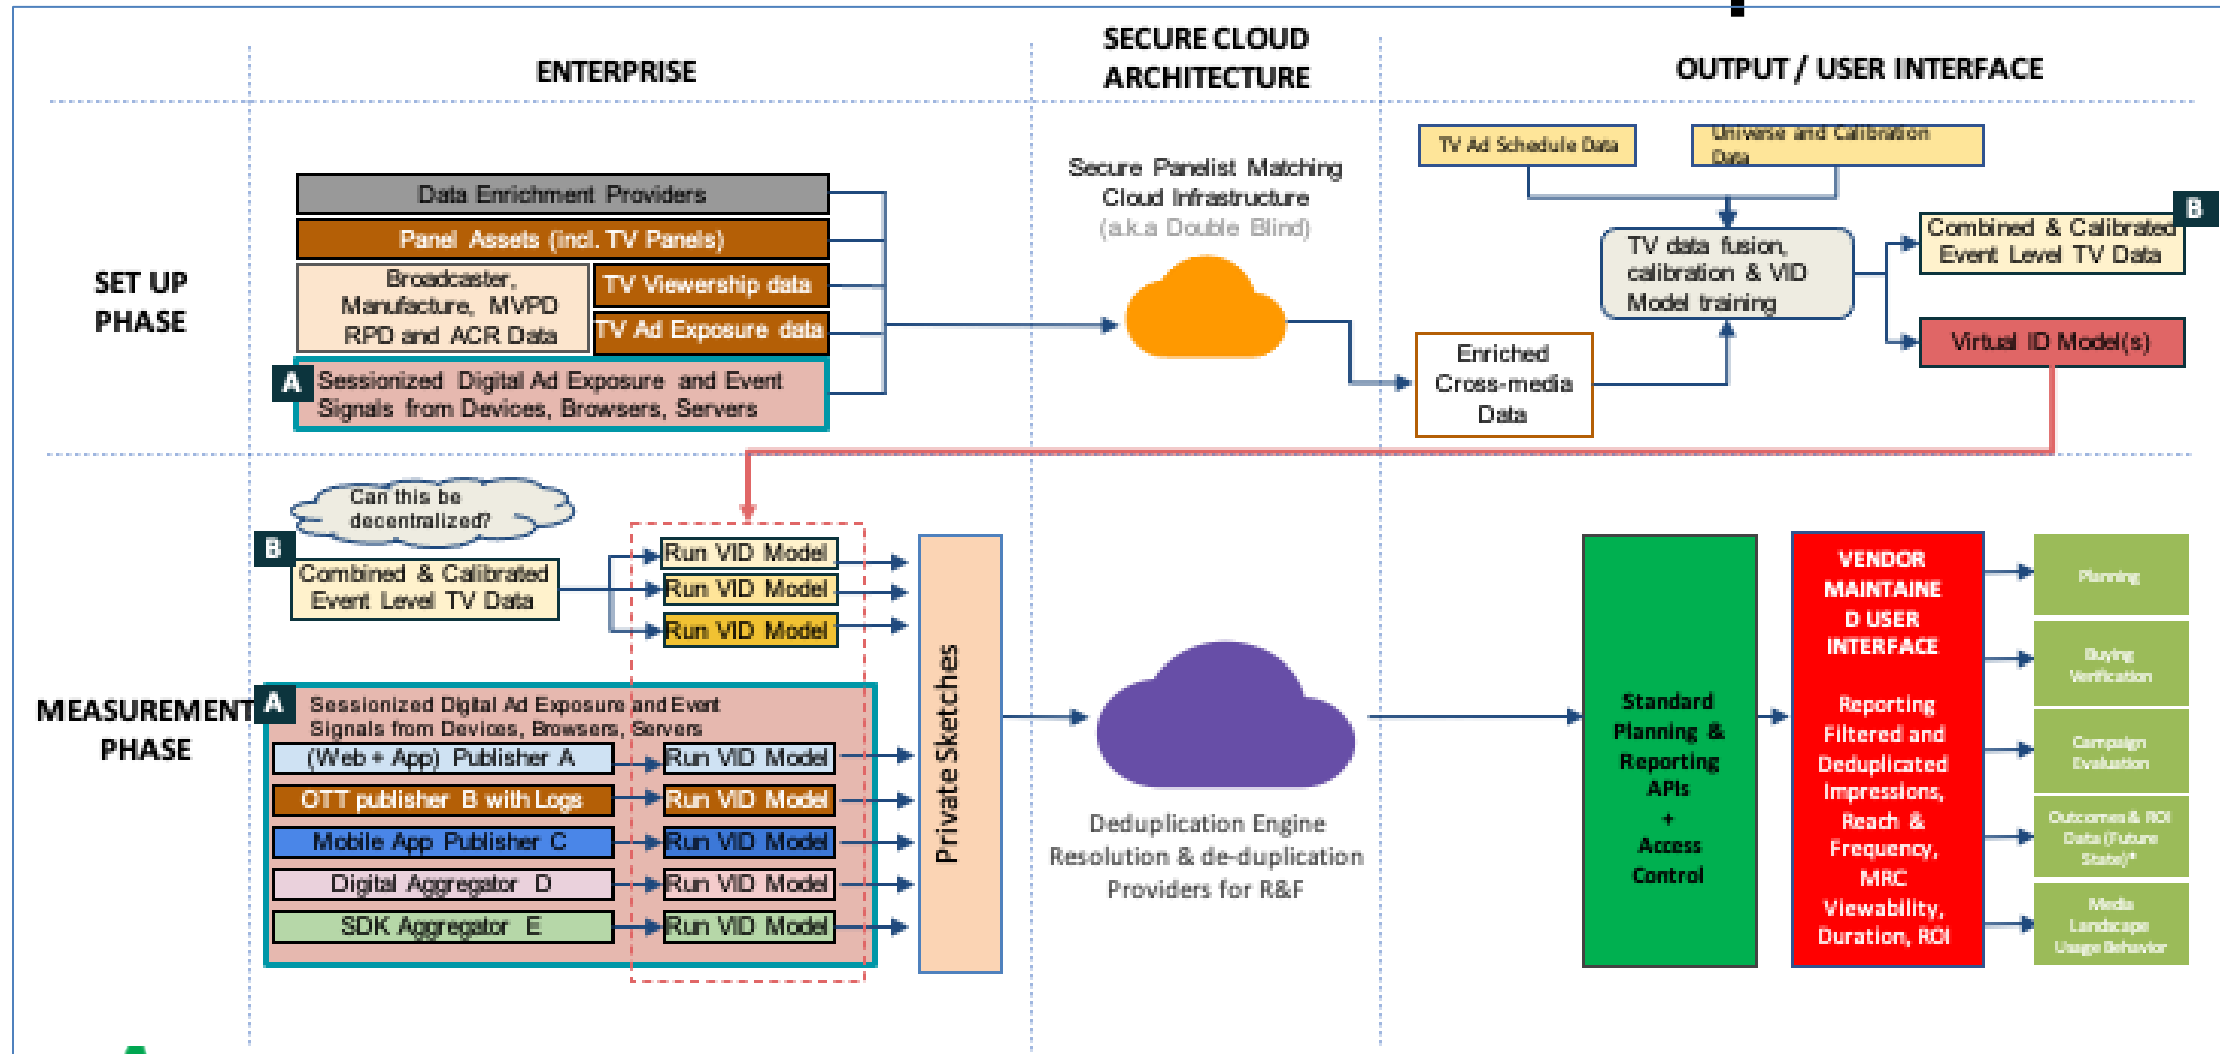 ENTERPRISE
SECURE CLOUD
ARCHITECTURE
OUTPUT / USER INTERFACE
SET UP
PHASE
Data Enrichment Providers
Panel Assets (incl. TV Panels)
Broadcaster,
Manufacture, MVPD
RPD and ACR Data
TV Viewership data
TV Ad Exposure data
A
Sessionized Digital Ad Exposure and Event
Signals from Devices, Browsers, Servers
Secure Panelist Matching
Cloud Infrastructure
(a.k.a Double Blind)
TV Ad Schedule Data
Universe and Calibration
Data
Enriched
Cross-media
Data
TV data fusion,
calibration & VID
Model training
B
Combined & Calibrated
Event Level TV Data
Virtual ID Model(s)
MEASUREMENT
PHASE
Can this be
decentralized?
B
Combined & Calibrated
Event Level TV Data
Run VID Model
Run VID Model
Run VID Model
A
Sessionized Digital Ad Exposure and Event
Signals from Devices, Browsers, Servers
(Web + App) Publisher A
Run VID Model
OTT publisher B with Logs
Run VID Model
Mobile App Publisher C
Run VID Model
Digital Aggregator D
Run VID Model
SDK Aggregator E
Run VID Model
Private Sketches
Deduplication Engine
Resolution & de-duplication
Providers for R&F
Standard
Planning &
Reporting
APIs
+
Access
Control
VENDOR
MAINTAINE
D USER
INTERFACE
Reporting
Filtered and
Deduplicated
Impressions,
Reach &
Frequency,
MRC
Viewability,
Duration, ROI
Planning
Buying
Verification
Campaign
Evaluation
Outcomes & ROI
Data (Future
State)*
Media
Landscape
Usage Behavior